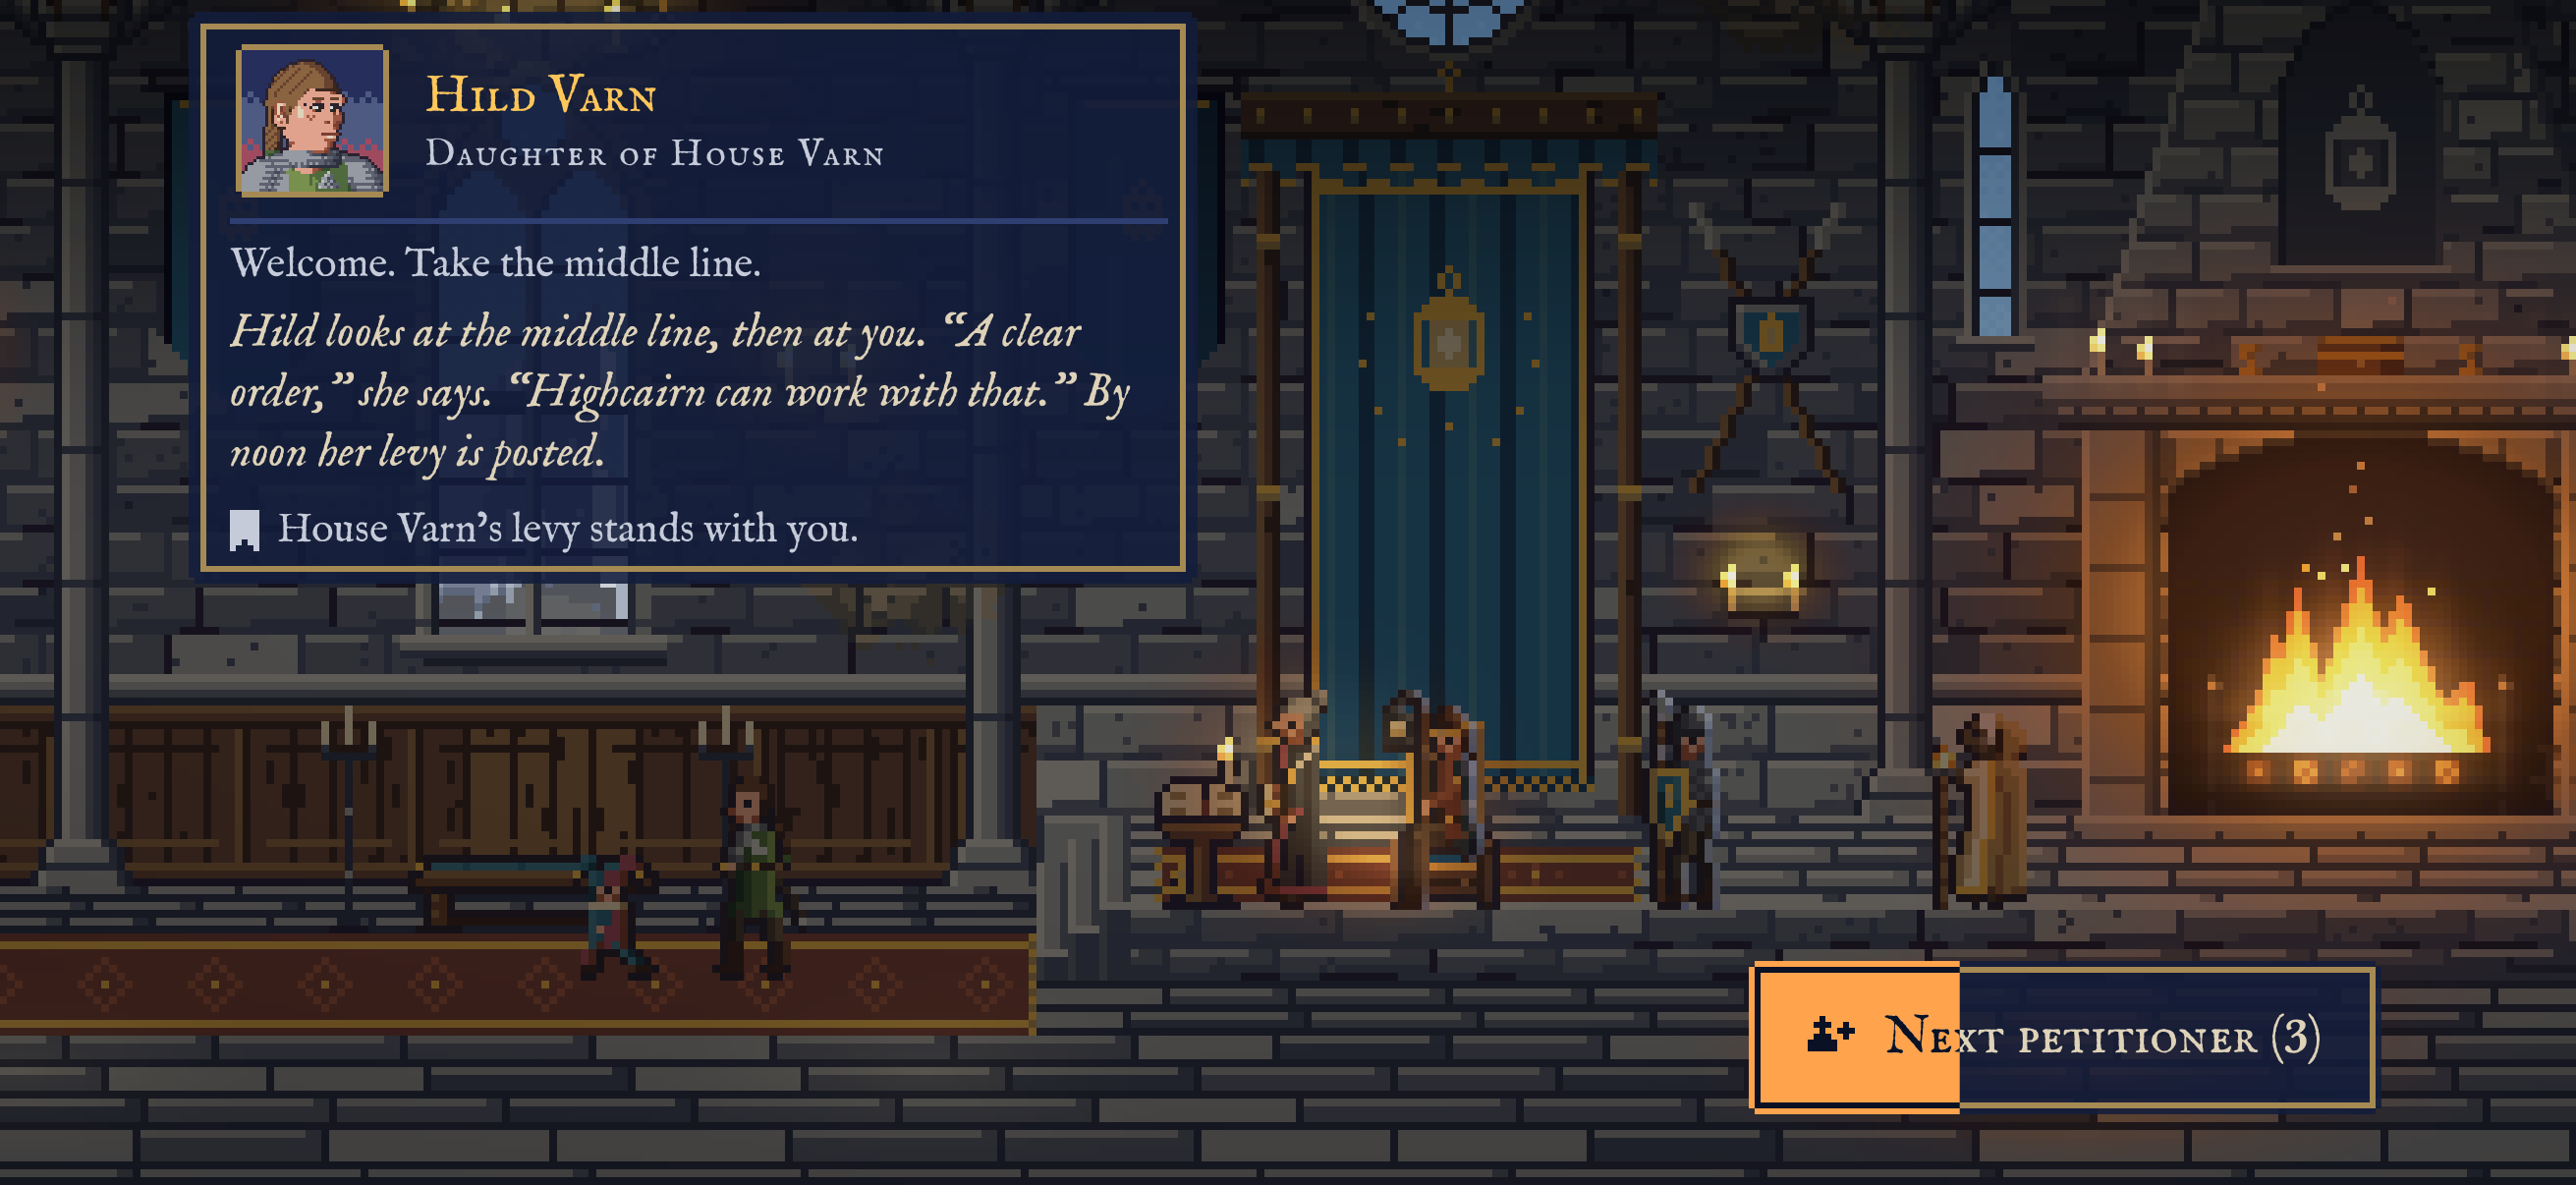 Hild Varn
Daughter of House Varn
Welcome. Take the middle line.
Hild looks at the middle line, then at you. “A clear
order,” she says. “Highcairn can work with that.” By
noon her levy is posted.
House Varn’s levy stands with you.
Next petitioner (3)